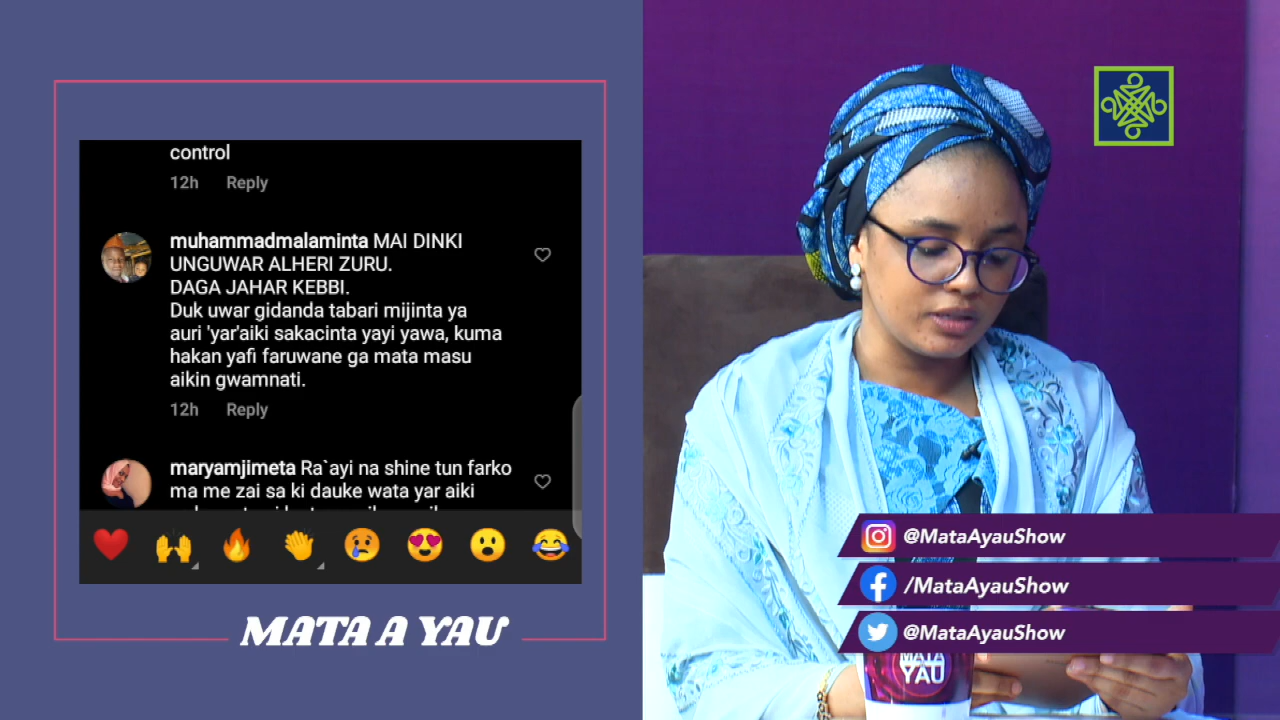 control
12h Reply
muhammadmalaminta MAI DINKI
UNGUWAR ALHERI ZURU.
DAGA JAHAR KEBBI.
Duk uwar gidanda tabari mijinta ya
auri 'yar'aiki sakacinta yayi yawa, kuma
hakan yafi faruwane ga mata masu
aikin gwamnati.
12h Reply
maryamjimeta Ra`ayi na shine tun farko
ma me zai sa ki dauke wata yar aiki
MATA A YAU
@MataAyauShow
/MataAyauShow
@MataAyauShow
MATA
YAU